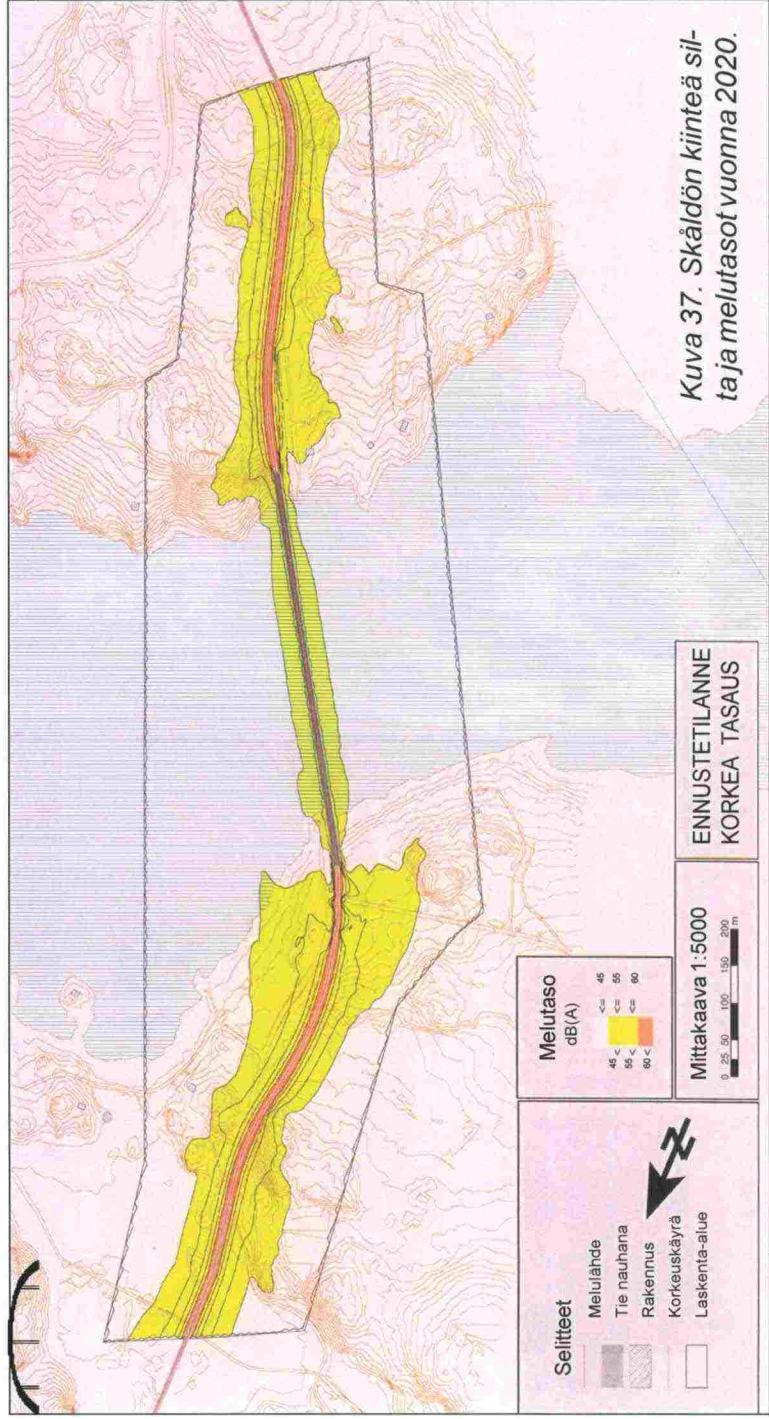 Kuva 37. Skåldön kiinteä sil-
ta ja melutasot vuonna 2020.
Selitteet
Melulähde
Tie nauhana
Rakennus
Korkeuskäyrä
Laskenta-alue
N
Melutaso
dB(A)
<= 45
45 < <= 55
55 < <= 60
60 <
Mittakaava 1:5000
0 25 50 100 150 200
m
ENNUSTETILANNE
KORKEA TASAUS